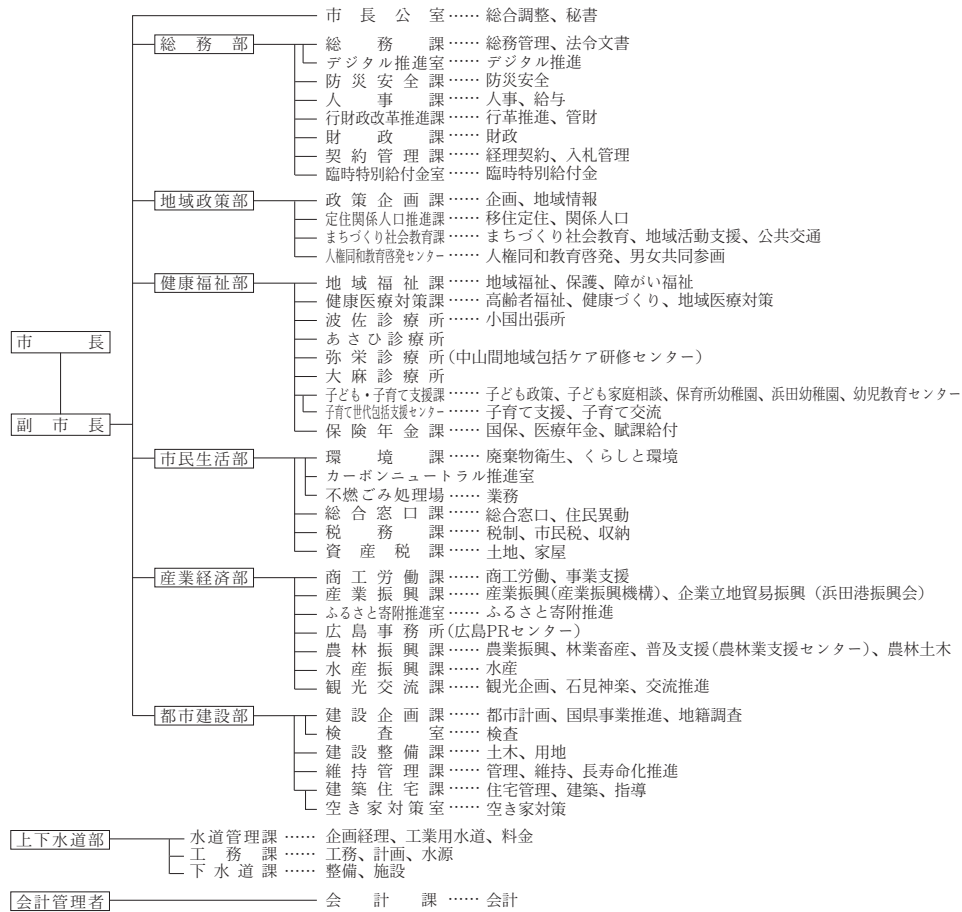 市長公室……総合調整、秘書
総務部
総務課……総務管理、法令文書
デジタル推進室……デジタル推進
防災安全課……防災安全
人事課……人事、給与
行財政改革推進課……行革推進、管財
財政課……財政
契約管理課……経理契約、入札管理
臨時特別給付金室……臨時特別給付金
地域政策部
政策企画課……企画、地域情報
定住関係人口推進課……移住定住、関係人口
まちづくり社会教育課……まちづくり社会教育、地域活動支援、公共交通
人権同和教育啓発センター……人権同和教育啓発、男女共同参画
健康福祉部
地域福祉課……地域福祉、保護、障がい福祉
健康医療対策課……高齢者福祉、健康づくり、地域医療対策
波佐診療所……小国出張所
あさひ診療所
弥栄診療所(中山間地域包括ケア研修センター)
大麻診療所
子ども・子育て支援課……子ども政策、子ども家庭相談、保育所幼稚園、浜田幼稚園、幼児教育センター
子育て世代包括支援センター……子育て支援、子育て交流
保険年金課……国保、医療年金、賦課給付
市長
副市長
市民生活部
環境課……廃棄物衛生、くらしと環境
カーボンニュートラル推進室
不燃ごみ処理場……業務
総合窓口課……総合窓口、住民異動
税務課……税制、市民税、収納
資産税課……土地、家屋
産業経済部
商工労働課……商工労働、事業支援
産業振興課……産業振興(産業振興機構)、企業立地貿易振興(浜田港振興会)
ふるさと寄附推進室……ふるさと寄附推進
広島事務所(広島PRセンター)
農林振興課……農業振興、林業畜産、普及支援(農林業支援センター)、農林土木
水産振興課……水産
観光交流課……観光企画、石見神楽、交流推進
都市建設部
建設企画課……都市計画、国県事業推進、地籍調査
検査室……検査
建設整備課……土木、用地
維持管理課……管理、維持、長寿命化推進
建築住宅課……住宅管理、建築、指導
空き家対策室……空き家対策
上下水道部
水道管理課……企画経理、工業用水道、料金
工務課……工務、計画、水源
下水道課……整備、施設
会計管理者
会計課……会計